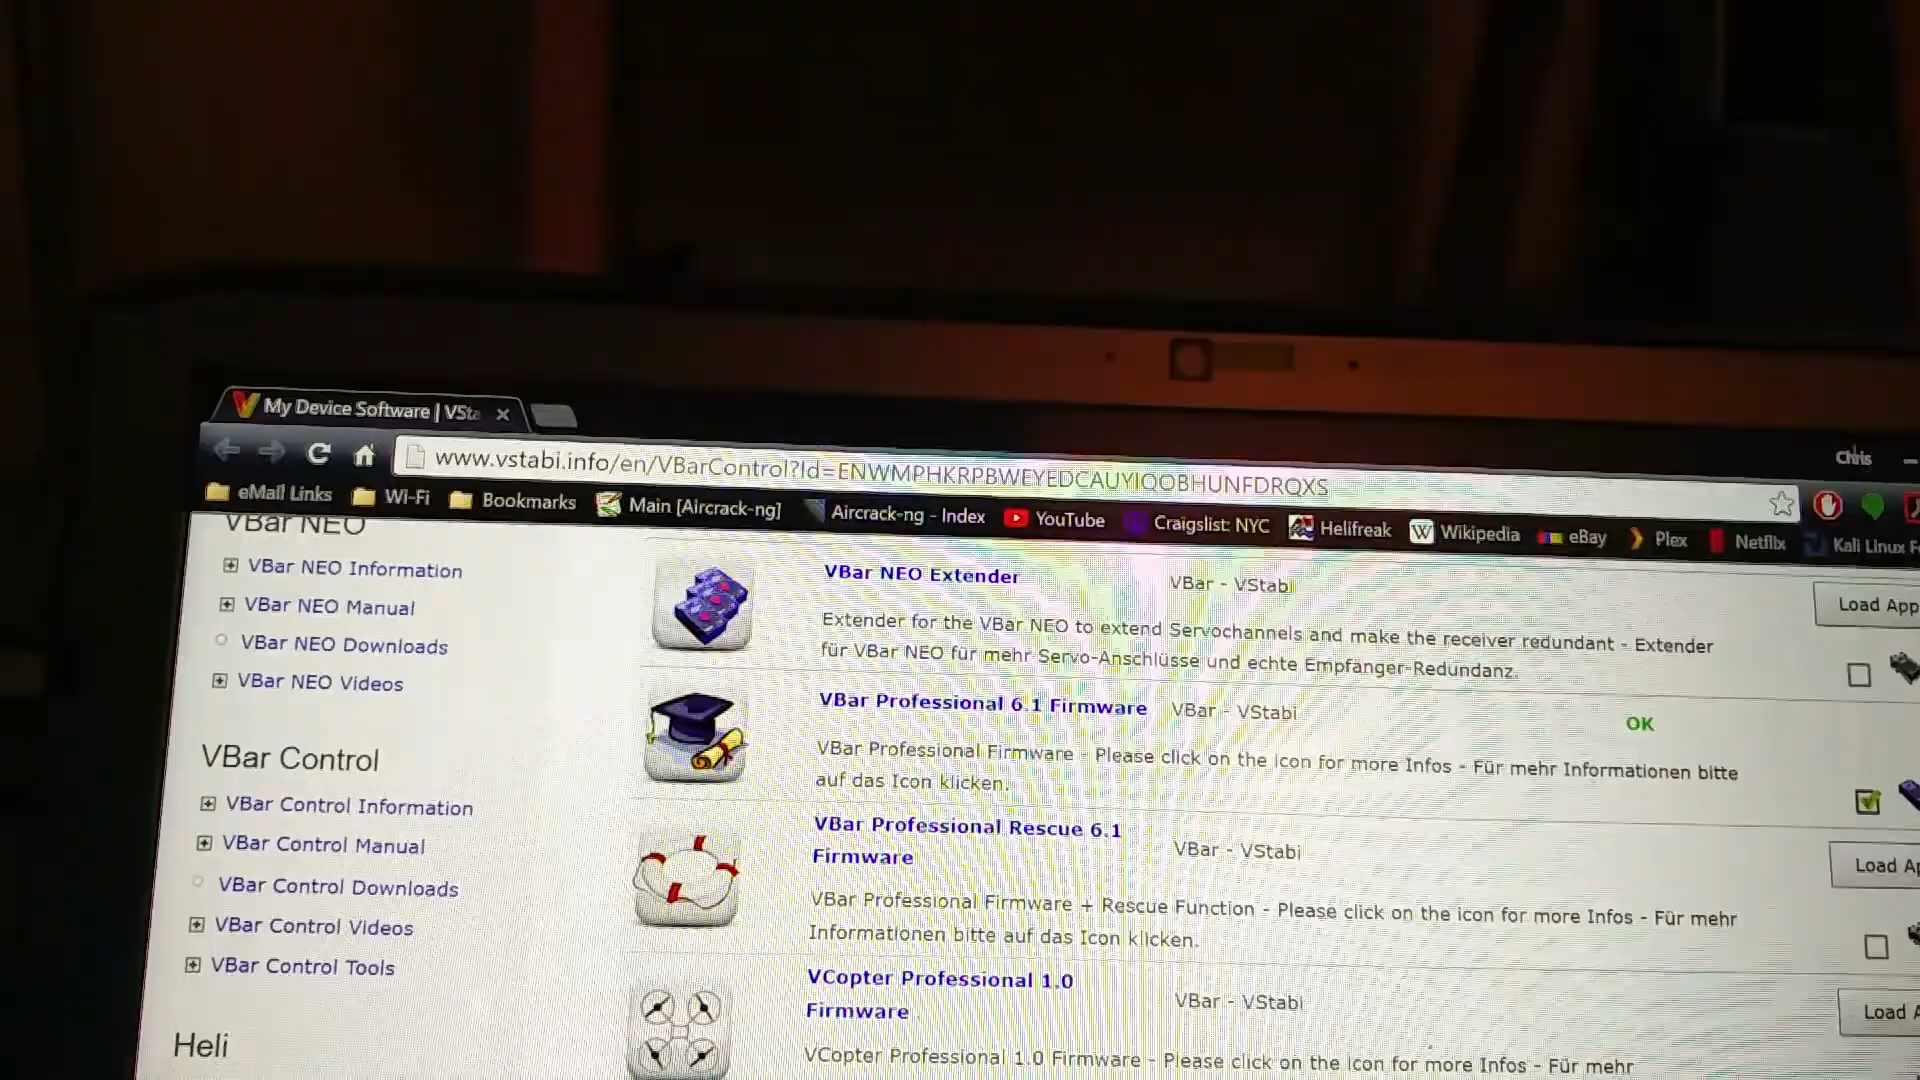 My Device Software | VSta
Chris
www.vstabi.info/en/VBarControl?Id=ENWMPHKRPBWEYEDCAUYIQOBHUNFDRQXS
eMail Links Wi-Fi Bookmarks Main [Aircrack-ng] Aircrack-ng - Index YouTube Craigslist: NYC Helifreak Wikipedia eBay Plex Netflix Kali Linux
VBar NEO
VBar NEO Information
VBar NEO Manual
VBar NEO Downloads
VBar NEO Videos
VBar Control
VBar Control Information
VBar Control Manual
VBar Control Downloads
VBar Control Videos
VBar Control Tools
Heli
VBar NEO Extender VBar - VStabi Load App
Extender for the VBar NEO to extend Servochannels and make the receiver redundant - Extender
für VBar NEO für mehr Servo-Anschlüsse und echte Empfänger-Redundanz.
VBar Professional 6.1 Firmware VBar - VStabi OK
VBar Professional Firmware - Please click on the icon for more Infos - Für mehr Informationen bitte
auf das Icon klicken.
VBar Professional Rescue 6.1
Firmware
VBar - VStabi
Load Ap
VBar Professional Firmware + Rescue Function - Please click on the icon for more Infos - Für mehr
Informationen bitte auf das Icon klicken.
VCopter Professional 1.0
Firmware
VBar - VStabi
Load A
VCopter Professional 1.0 Firmware - Please click on the icon for more Infos - Für mehr